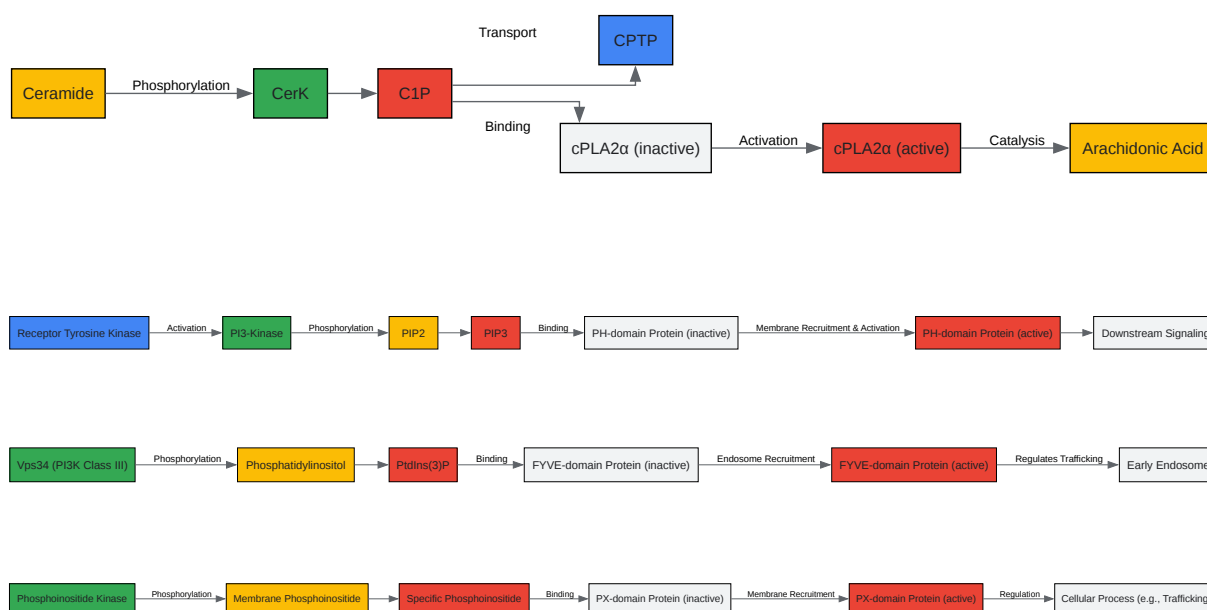 Transport
CPTP
Ceramide
Phosphorylation
CerK
C1P
Binding
cPLA2α (inactive)
Activation
cPLA2α (active)
Catalysis
Arachidonic Acid
Receptor Tyrosine Kinase
Activation
PI3-Kinase
Phosphorylation
PIP2
PIP3
Binding
PH-domain Protein (inactive)
Membrane Recruitment & Activation
PH-domain Protein (active)
Downstream Signaling
Vps34 (PI3K Class III)
Phosphorylation
Phosphatidylinositol
PtdIns(3)P
Binding
FYVE-domain Protein (inactive)
Endosome Recruitment
FYVE-domain Protein (active)
Regulates Trafficking
Early Endosome
Phosphoinositide Kinase
Phosphorylation
Membrane Phosphoinositide
Specific Phosphoinositide
Binding
PX-domain Protein (inactive)
Membrane Recruitment
PX-domain Protein (active)
Regulation
Cellular Process (e.g., Trafficking)